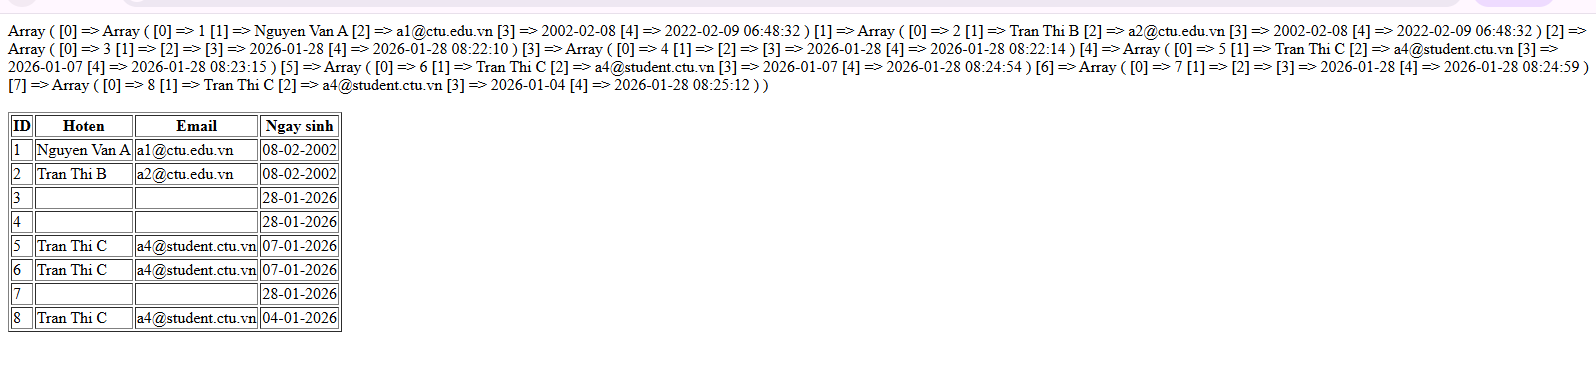 Array ( [0] => Array ( [0] => 1 [1] => Nguyen Van A [2] => a1@ctu.edu.vn [3] => 2002-02-08 [4] => 2022-02-09 06:48:32 ) [1] => Array ( [0] => 2 [1] => Tran Thi B [2] => a2@ctu.edu.vn [3] => 2002-02-08 [4] => 2022-02-09 06:48:32 ) [2] =>
Array ( [0] => 3 [1] => [2] => [3] => 2026-01-28 [4] => 2026-01-28 08:22:10 ) [3] => Array ( [0] => 4 [1] => [2] => [3] => 2026-01-28 [4] => 2026-01-28 08:22:14 ) [4] => Array ( [0] => 5 [1] => Tran Thi C [2] => a4@student.ctu.vn [3] =>
2026-01-07 [4] => 2026-01-28 08:23:15 ) [5] => Array ( [0] => 6 [1] => Tran Thi C [2] => a4@student.ctu.vn [3] => 2026-01-07 [4] => 2026-01-28 08:24:54 ) [6] => Array ( [0] => 7 [1] => [2] => [3] => 2026-01-28 [4] => 2026-01-28 08:24:59 )
[7] => Array ( [0] => 8 [1] => Tran Thi C [2] => a4@student.ctu.vn [3] => 2026-01-04 [4] => 2026-01-28 08:25:12 ) )
ID Hoten Email Ngay sinh
1 Nguyen Van A a1@ctu.edu.vn 08-02-2002
2 Tran Thi B a2@ctu.edu.vn 08-02-2002
3 28-01-2026
4 28-01-2026
5 Tran Thi C a4@student.ctu.vn 07-01-2026
6 Tran Thi C a4@student.ctu.vn 07-01-2026
7 28-01-2026
8 Tran Thi C a4@student.ctu.vn 04-01-2026